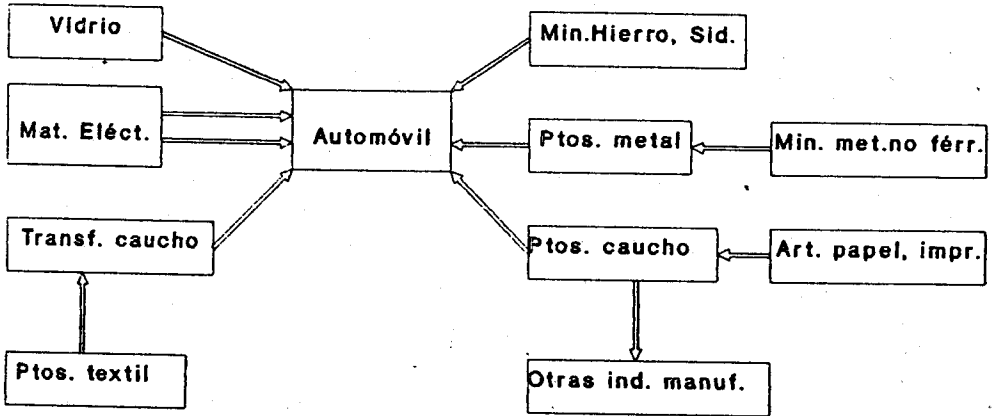 Vidrio
Min.Hierro, Sid.
Mat. Eléct.
Automóvil
Ptos. metal
Min. met.no férr.
Transf. caucho
Ptos. caucho
Art. papel, impr.
Ptos. textil
Otras ind. manuf.